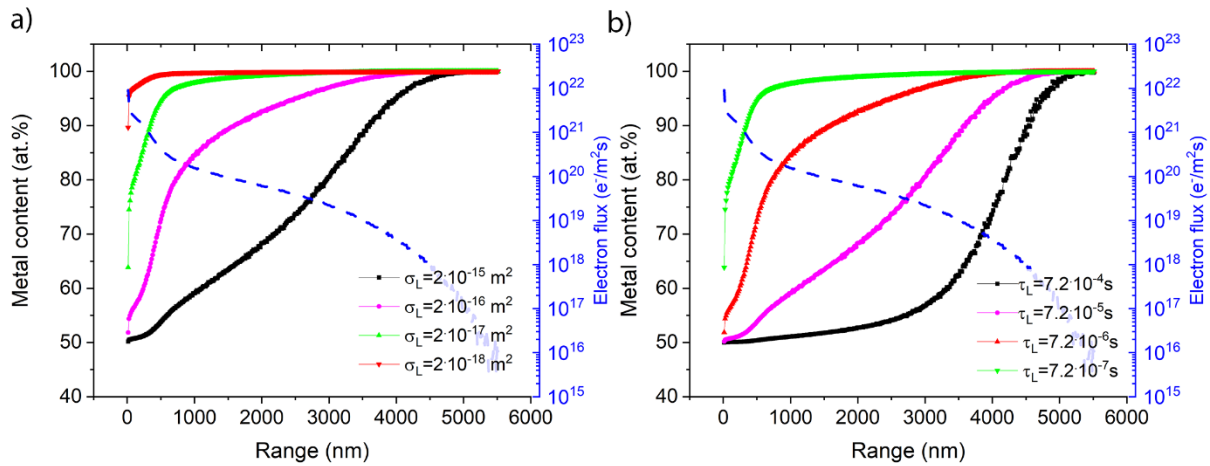 a)
Metal content (at.%)
100
90
80
70
60
50
40
10²³
10²²
10²¹
10²⁰
10¹⁹
10¹⁸
10¹⁷
10¹⁶
10¹⁵
Electron flux (e⁻/m²s)
σL=2·10⁻¹⁵ m²
σL=2·10⁻¹⁶ m²
σL=2·10⁻¹⁷ m²
σL=2·10⁻¹⁸ m²
0 1000 2000 3000 4000 5000 6000
Range (nm)
b)
Metal content (at.%)
100
90
80
70
60
50
40
10²³
10²²
10²¹
10²⁰
10¹⁹
10¹⁸
10¹⁷
10¹⁶
10¹⁵
Electron flux (e⁻/m²s)
τL=7.2·10⁻⁴s
τL=7.2·10⁻⁵s
τL=7.2·10⁻⁶s
τL=7.2·10⁻⁷s
0 1000 2000 3000 4000 5000 6000
Range (nm)